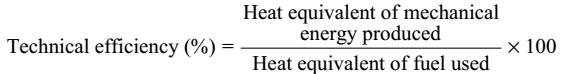 Heat equivalent of mechanical
energy produced
Technical efficiency (%) = × 100
Heat equivalent of fuel used